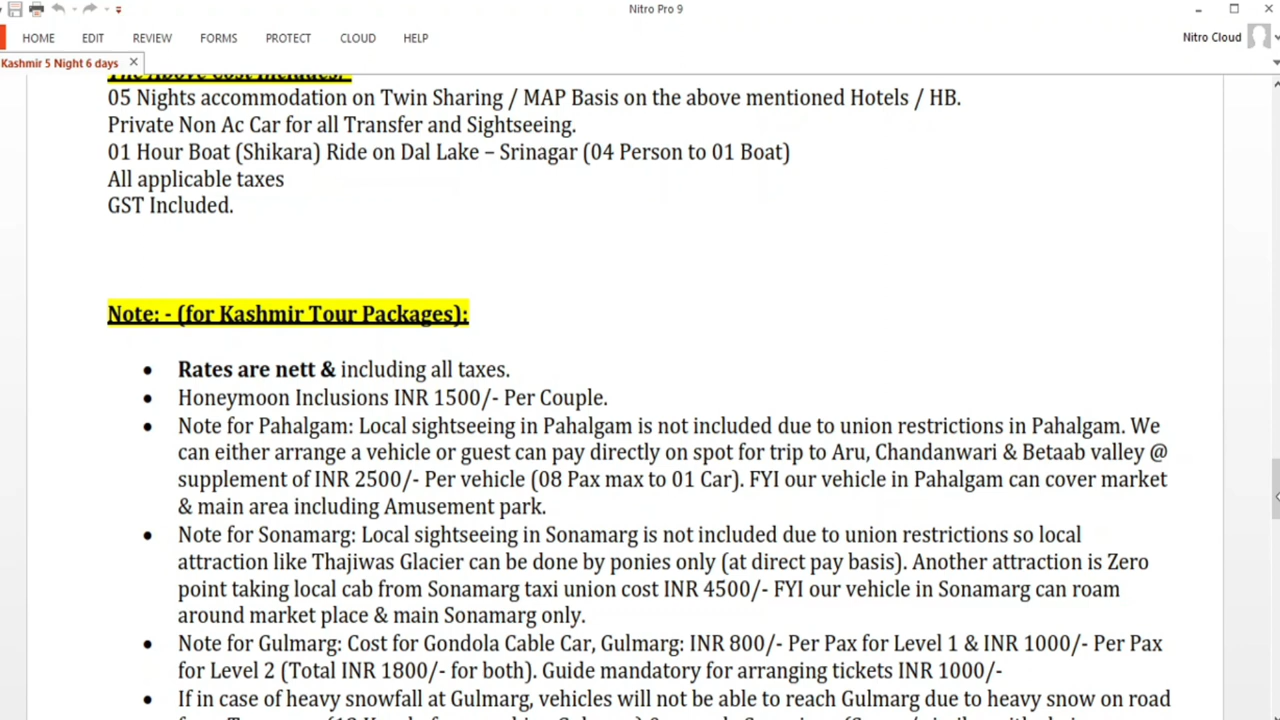 Nitro Pro 9
HOME EDIT REVIEW FORMS PROTECT CLOUD HELP
Nitro Cloud
Kashmir 5 Night 6 days
The Above Cost Includes: -
05 Nights accommodation on Twin Sharing / MAP Basis on the above mentioned Hotels / HB.
Private Non Ac Car for all Transfer and Sightseeing.
01 Hour Boat (Shikara) Ride on Dal Lake – Srinagar (04 Person to 01 Boat)
All applicable taxes
GST Included.
Note: - (for Kashmir Tour Packages):
• Rates are nett & including all taxes.
• Honeymoon Inclusions INR 1500/- Per Couple.
• Note for Pahalgam: Local sightseeing in Pahalgam is not included due to union restrictions in Pahalgam. We
can either arrange a vehicle or guest can pay directly on spot for trip to Aru, Chandanwari & Betaab valley @
supplement of INR 2500/- Per vehicle (08 Pax max to 01 Car). FYI our vehicle in Pahalgam can cover market
& main area including Amusement park.
• Note for Sonamarg: Local sightseeing in Sonamarg is not included due to union restrictions so local
attraction like Thajiwas Glacier can be done by ponies only (at direct pay basis). Another attraction is Zero
point taking local cab from Sonamarg taxi union cost INR 4500/- FYI our vehicle in Sonamarg can roam
around market place & main Sonamarg only.
• Note for Gulmarg: Cost for Gondola Cable Car, Gulmarg: INR 800/- Per Pax for Level 1 & INR 1000/- Per Pax
for Level 2 (Total INR 1800/- for both). Guide mandatory for arranging tickets INR 1000/-
• If in case of heavy snowfall at Gulmarg, vehicles will not be able to reach Gulmarg due to heavy snow on road